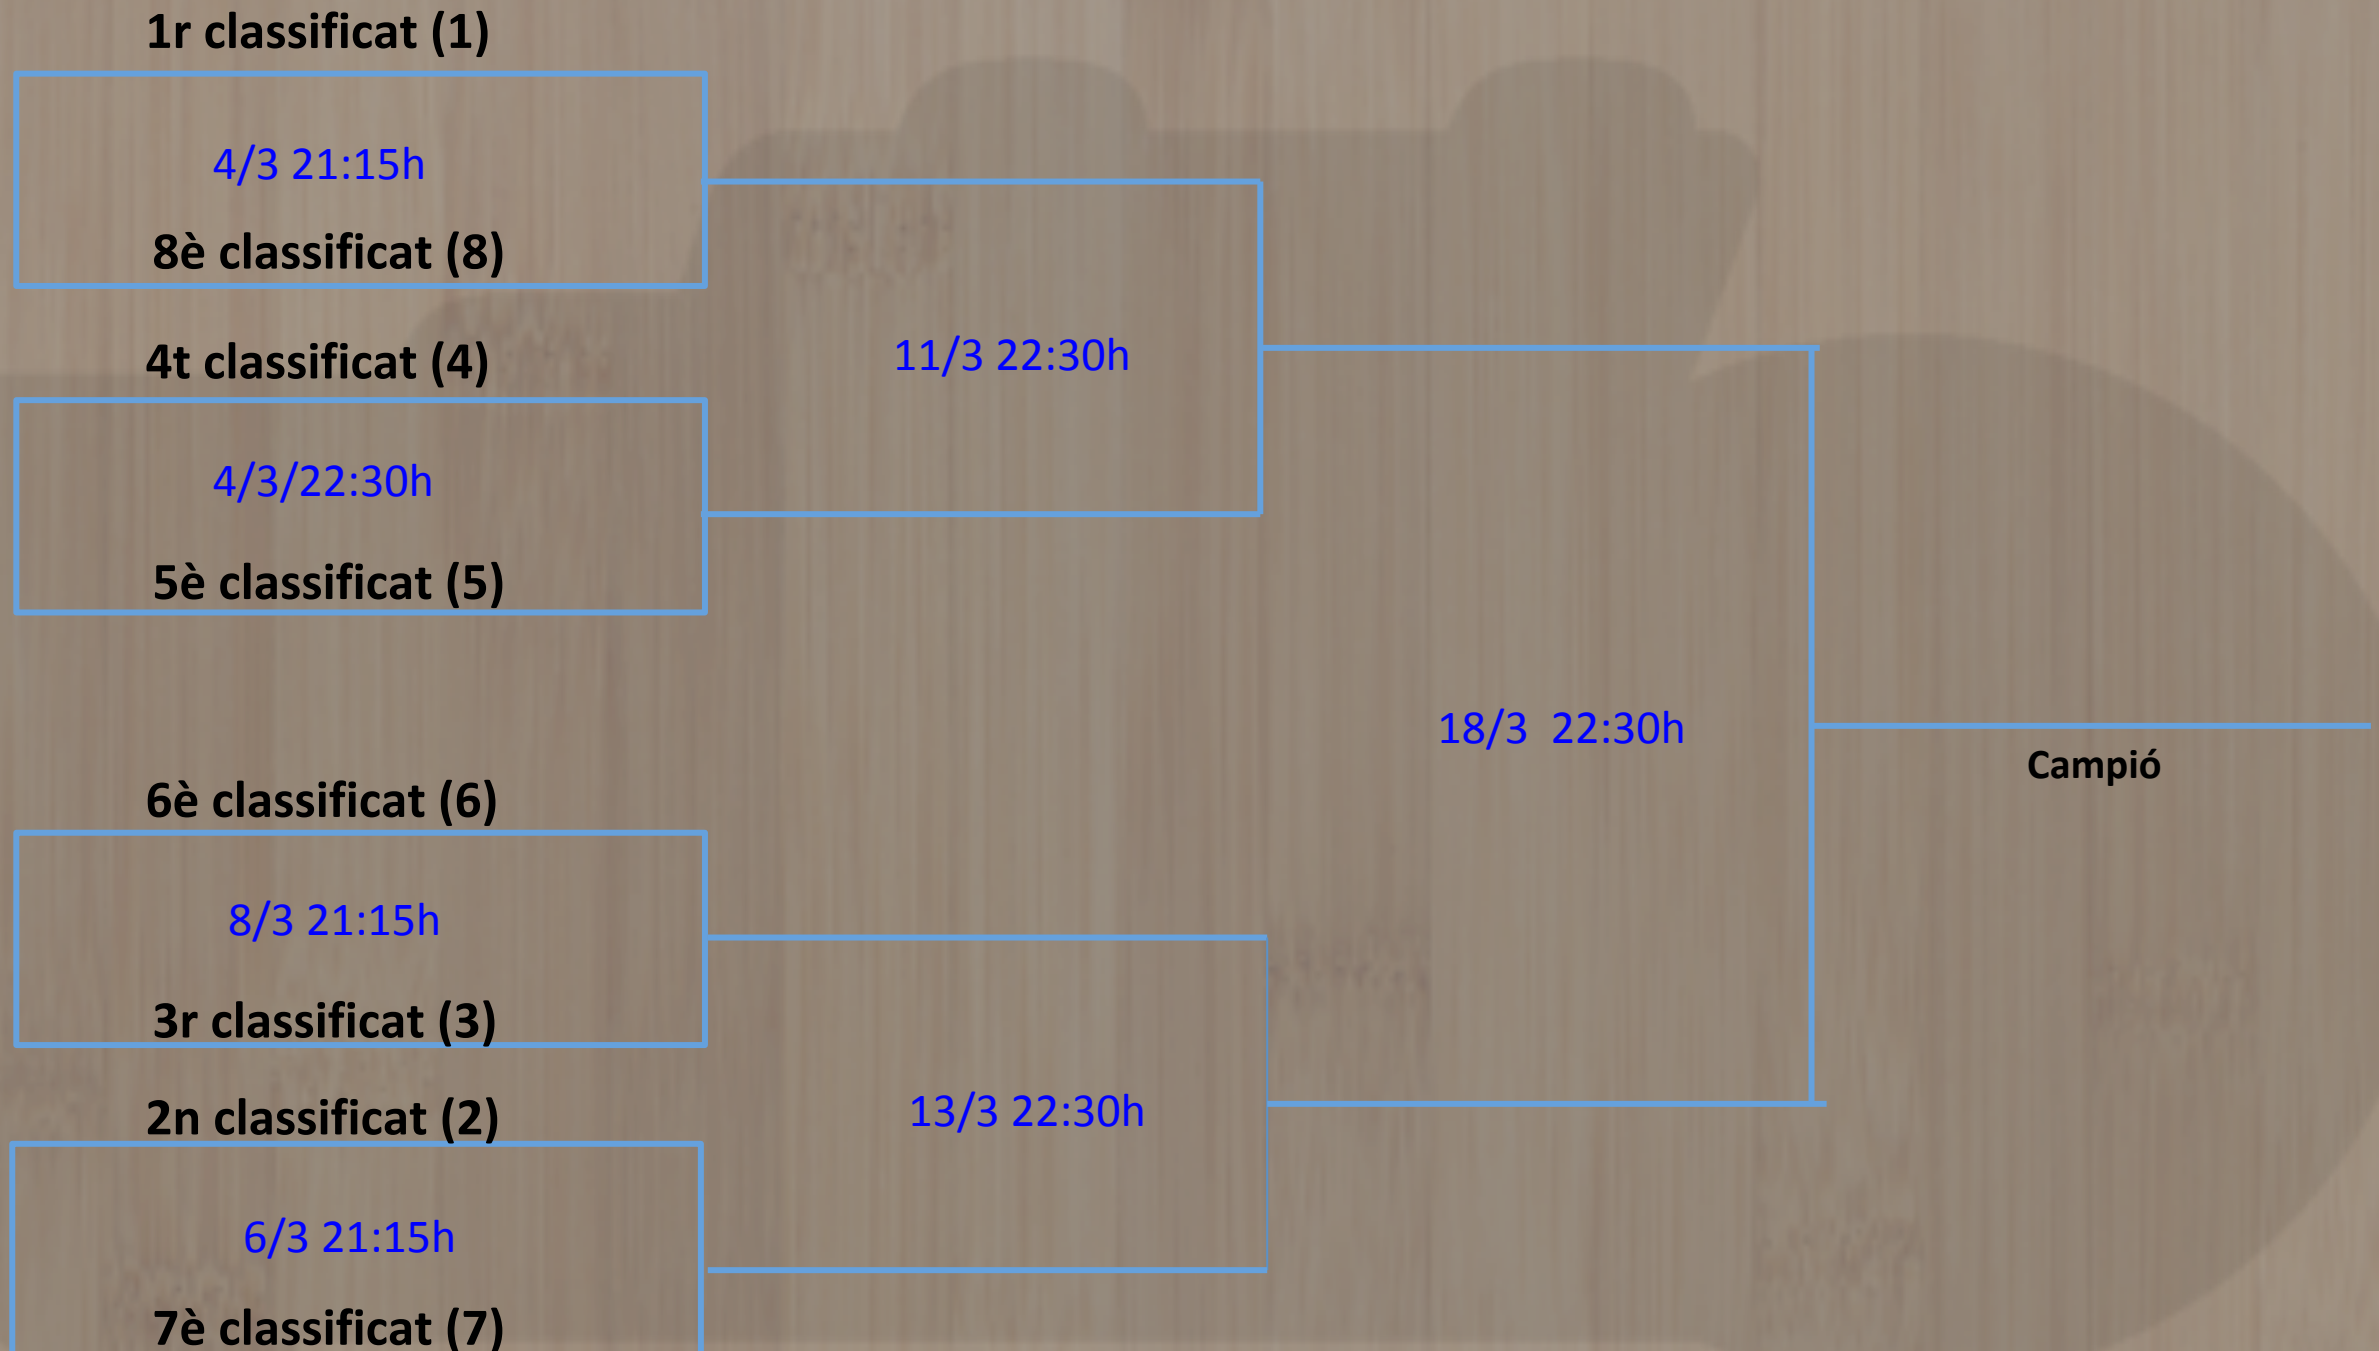 1r classificat (1)
4/3 21:15h
8è classificat (8)
4t classificat (4)
4/3/22:30h
5è classificat (5)
11/3 22:30h
6è classificat (6)
8/3 21:15h
3r classificat (3)
2n classificat (2)
6/3 21:15h
7è classificat (7)
13/3 22:30h
18/3  22:30h
Campió